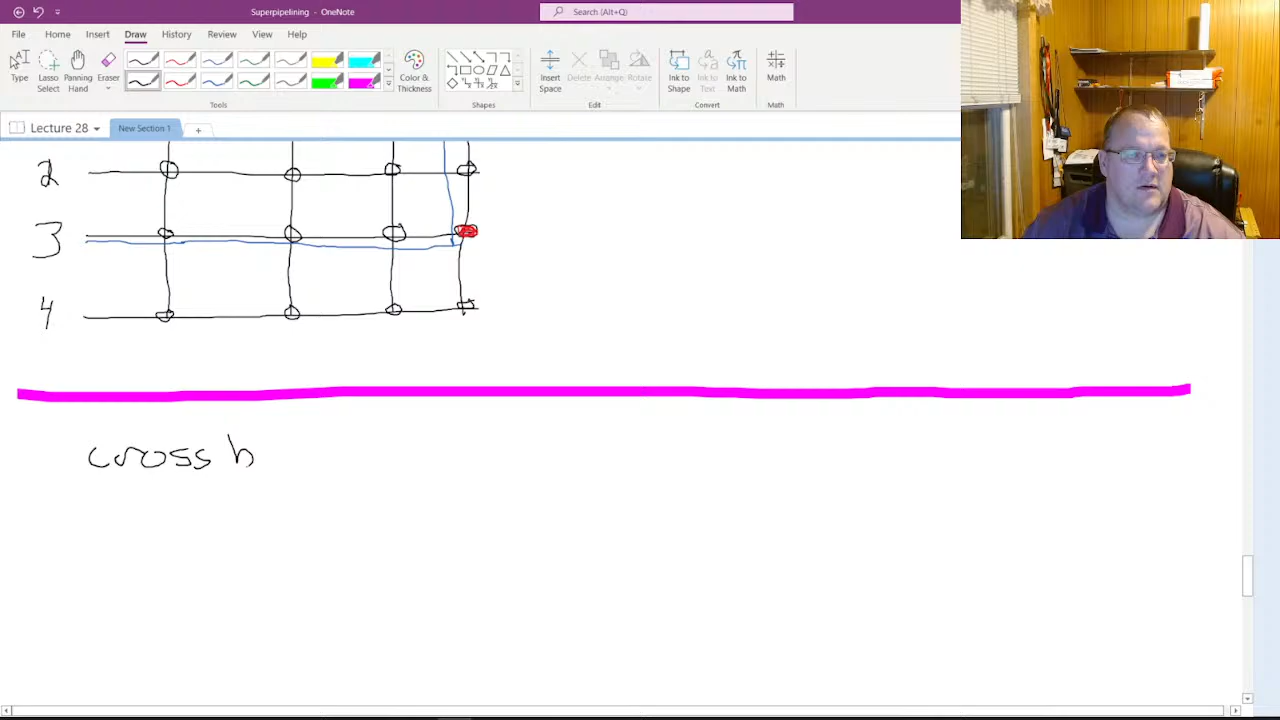 Superpipelining - OneNote
Search (Alt+Q)
File Home Insert Draw History Review View Help
Type Lasso Select Panning Hand Eraser Color & Thickness Insert Space Delete Arrange Rotate Ink to Shape Ink to Text Ink to Math Math
Tools Shapes Edit Convert Math
Lecture 28 New Section 1 +
2
3
4
cross b